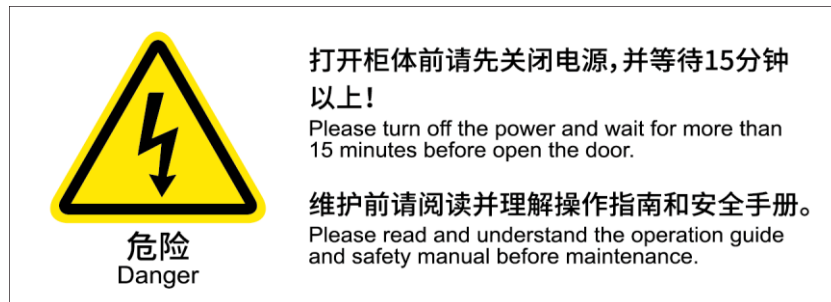 打开柜体前请先关闭电源,并等待15分钟
以上!
Please turn off the power and wait for more than
15 minutes before open the door.
维护前请阅读并理解操作指南和安全手册。
Please read and understand the operation guide
and safety manual before maintenance.
危险
Danger